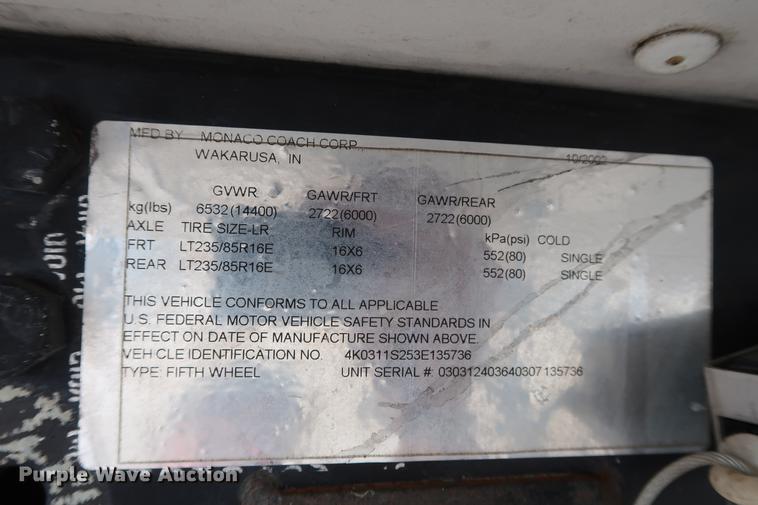 MFD BY MONACO COACH CORP.
WAKARUSA, IN 10/2002
GVWR GAWR/FRT GAWR/REAR
kg(lbs) 6532(14400) 2722(6000) 2722(6000)
AXLE TIRE SIZE-LR RIM kPa(psi) COLD
FRT LT235/85R16E 16X6 552(80) SINGLE
REAR LT235/85R16E 16X6 552(80) SINGLE
THIS VEHICLE CONFORMS TO ALL APPLICABLE
U.S. FEDERAL MOTOR VEHICLE SAFETY STANDARDS IN
EFFECT ON DATE OF MANUFACTURE SHOWN ABOVE.
VEHICLE IDENTIFICATION NO. 4K0311S253E135736
TYPE: FIFTH WHEEL UNIT SERIAL #: 030312403640307135736
Purple Wave Auction
VOID